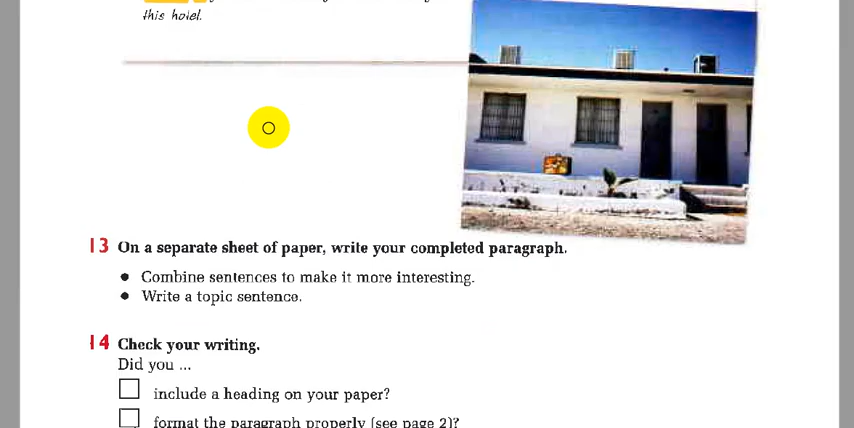 this hotel.
13 On a separate sheet of paper, write your completed paragraph.
• Combine sentences to make it more interesting.
• Write a topic sentence.
14 Check your writing.
Did you ...
include a heading on your paper?
format the paragraph properly (see page 2)?